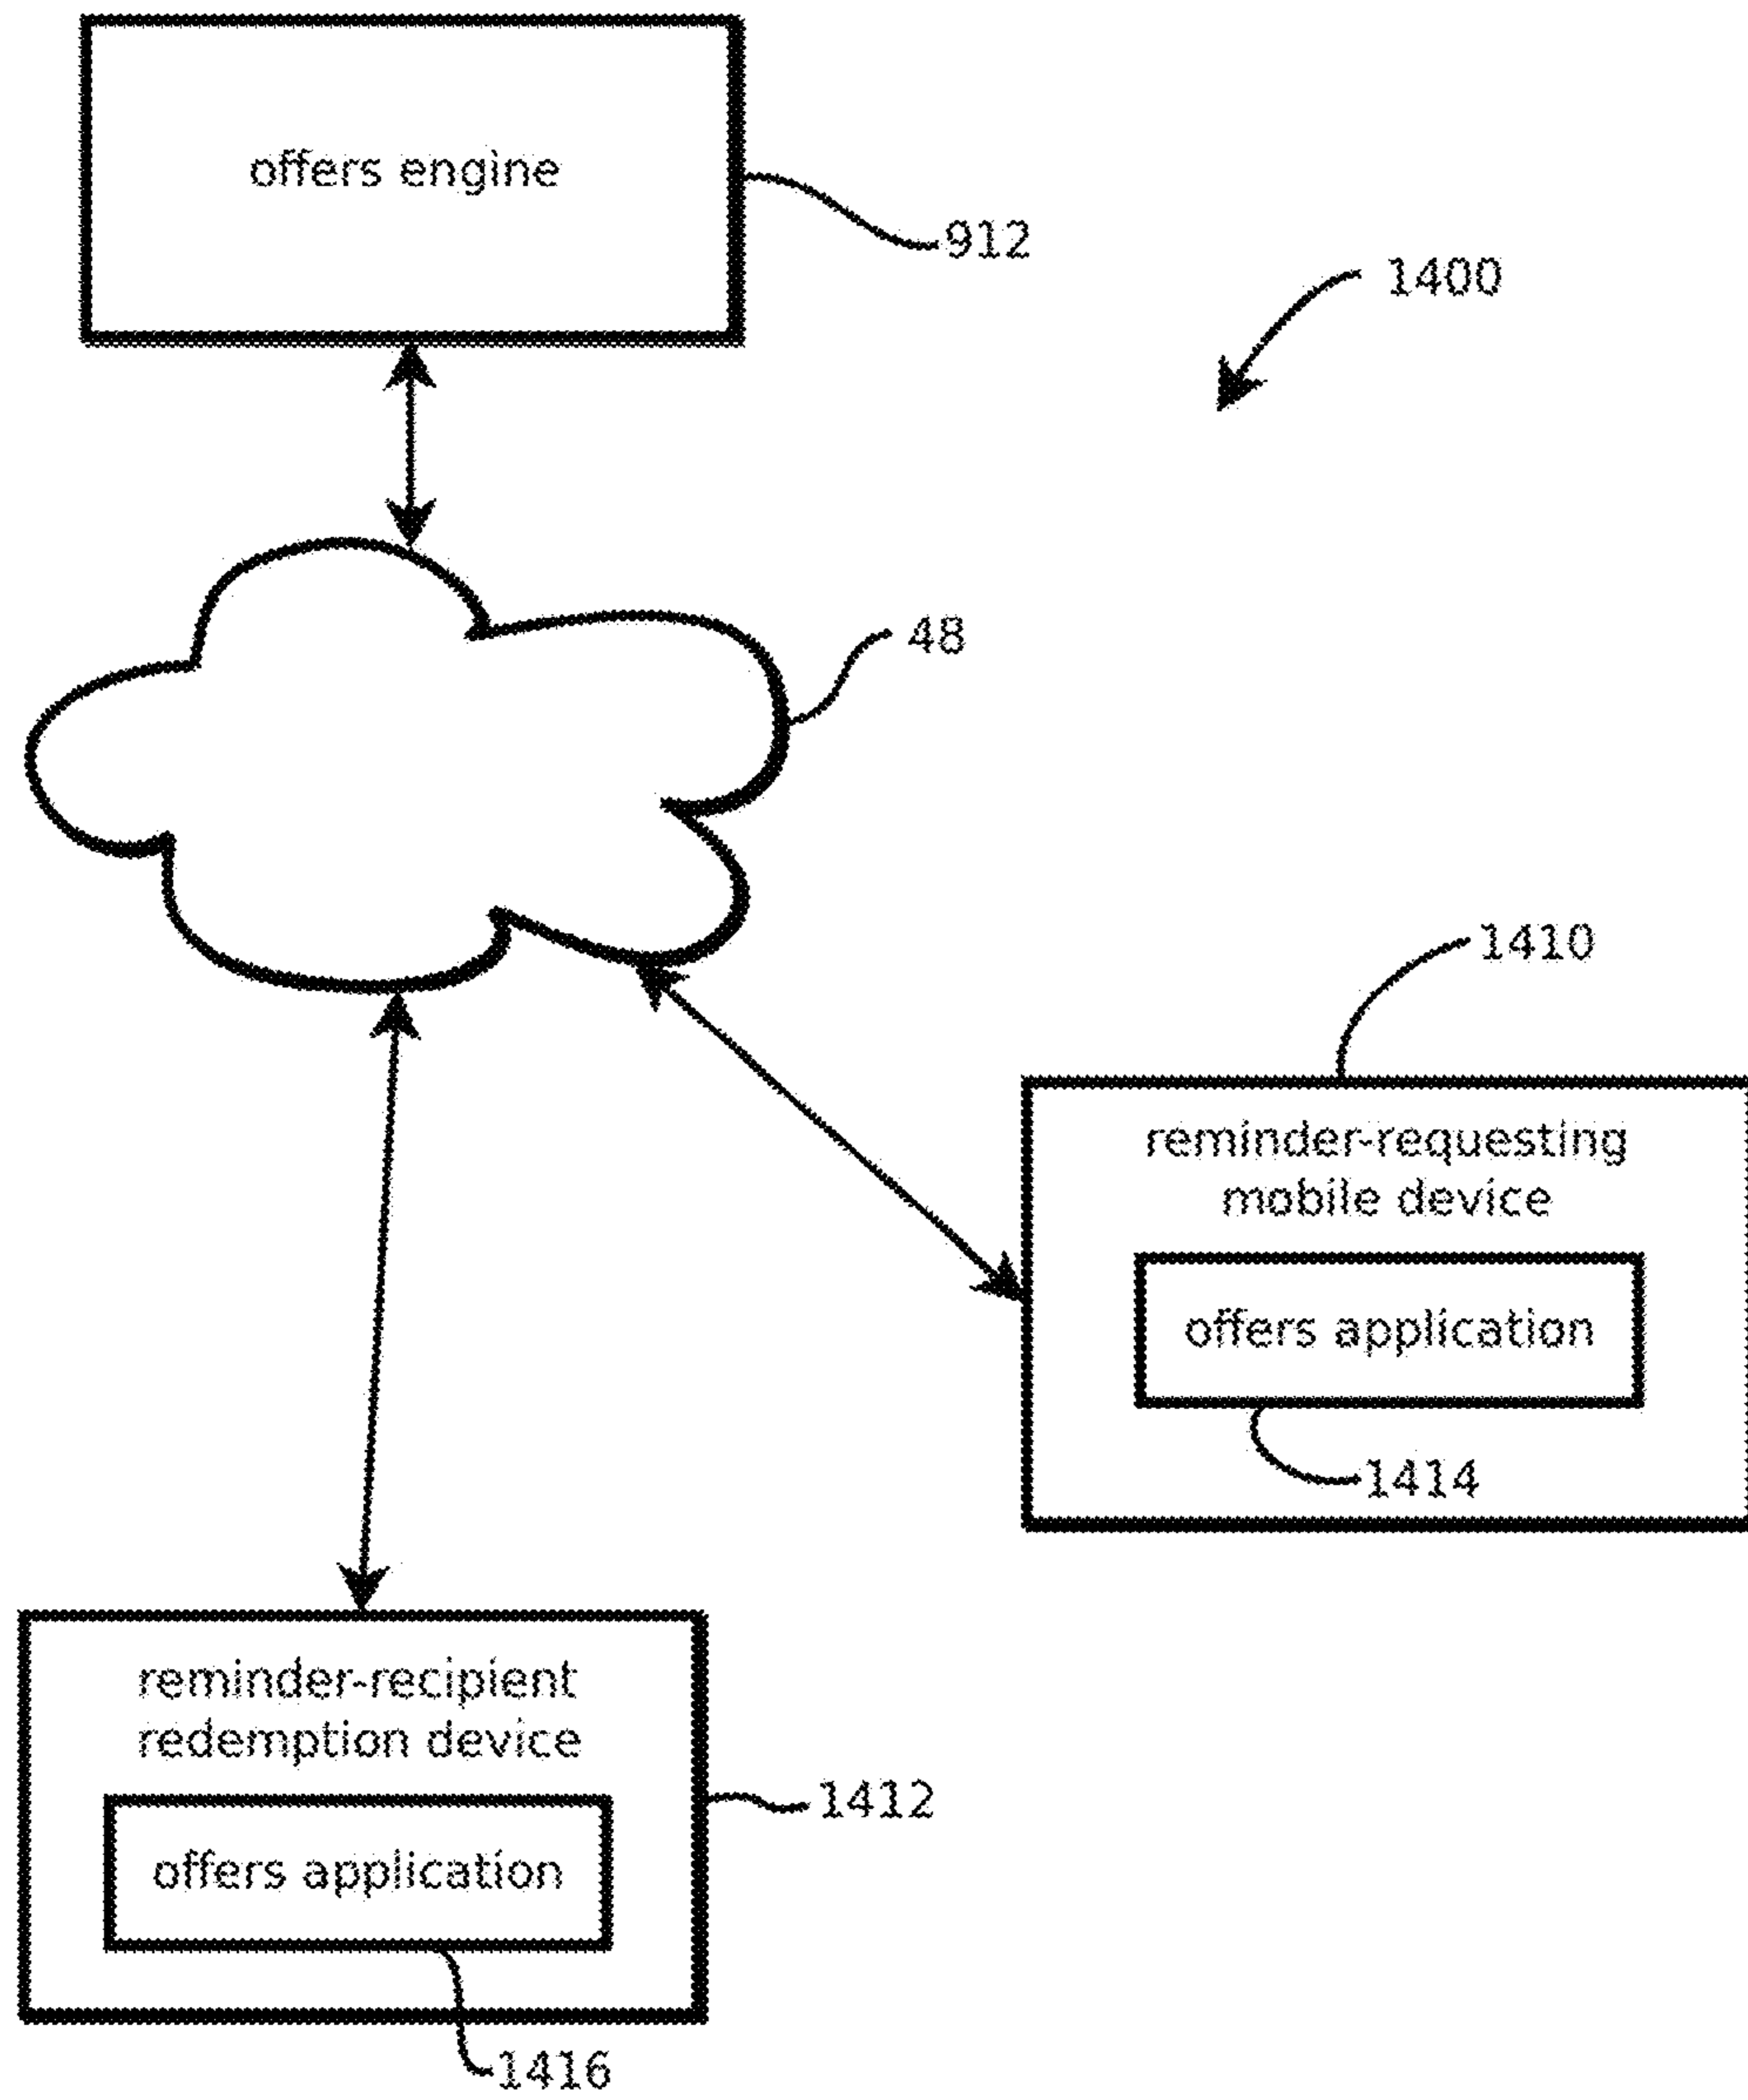 offers engine
912
1400
48
1410
reminder-requesting
mobile device
offers application
1414
reminder-recipient
redemption device
1412
offers application
1416